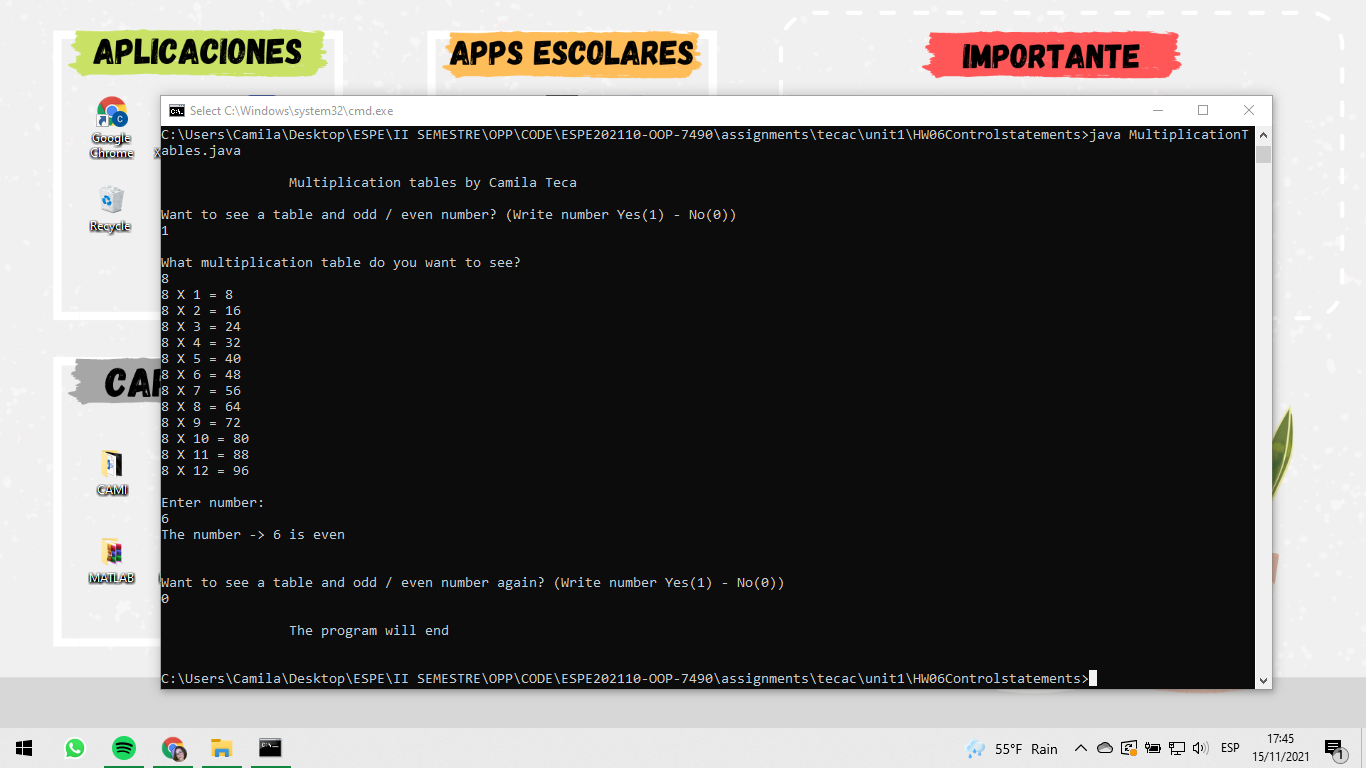 APLICACIONES
APPS ESCOLARES
IMPORTANTE
Google
Chrome
Recycle
CAMI
MATLAB
Select C:\Windows\system32\cmd.exe
C:\Users\Camila\Desktop\ESPE\II SEMESTRE\OPP\CODE\ESPE202110-OOP-7490\assignments\tecac\unit1\HW06Controlstatements>java MultiplicationT
ables.java
Multiplication tables by Camila Teca
Want to see a table and odd / even number? (Write number Yes(1) - No(0))
1
What multiplication table do you want to see?
8
8 X 1 = 8
8 X 2 = 16
8 X 3 = 24
8 X 4 = 32
8 X 5 = 40
8 X 6 = 48
8 X 7 = 56
8 X 8 = 64
8 X 9 = 72
8 X 10 = 80
8 X 11 = 88
8 X 12 = 96
Enter number:
6
The number -> 6 is even
Want to see a table and odd / even number again? (Write number Yes(1) - No(0))
0
The program will end
C:\Users\Camila\Desktop\ESPE\II SEMESTRE\OPP\CODE\ESPE202110-OOP-7490\assignments\tecac\unit1\HW06Controlstatements>
55°F Rain
ESP
17:45
15/11/2021
1